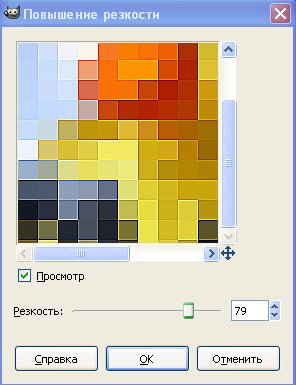 Повышение резкости
Просмотр
Резкость:
79
Справка
OK
Отменить